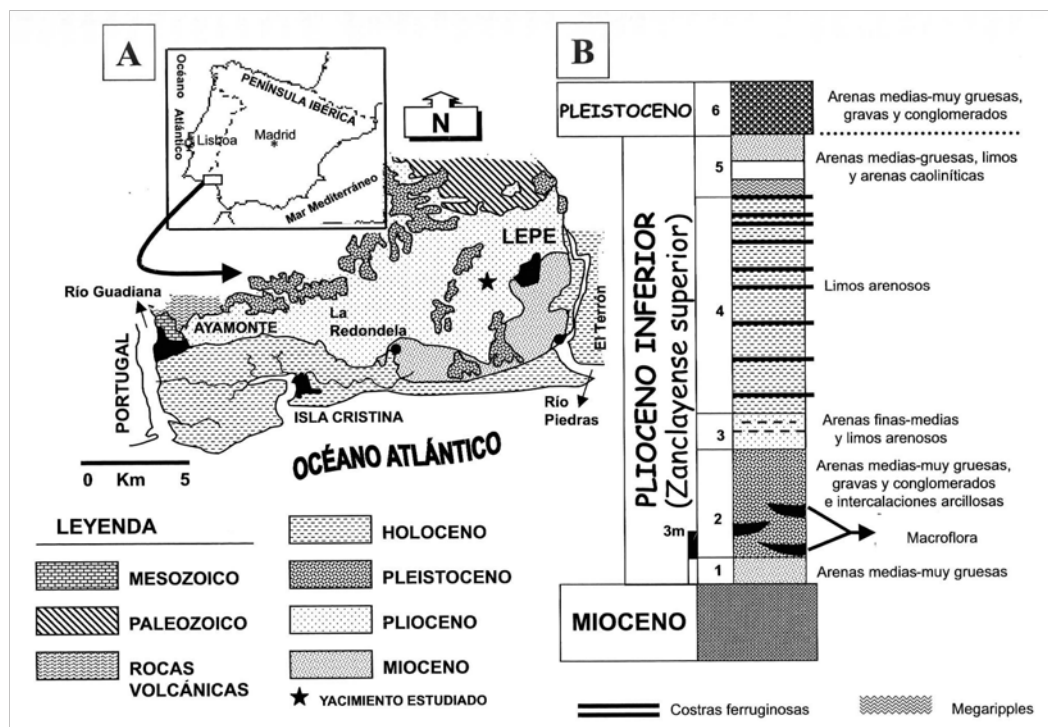 A
Océano Atlántico
PENÍNSULA IBÉRICA
Lisboa
Madrid
Mar Mediterráneo
N
LEPE
Río Guadiana
La
Redondela
AYAMONTE
El Terrón
PORTUGAL
ISLA CRISTINA
Río
Piedras
OCÉANO ATLÁNTICO
0 Km 5
LEYENDA
MESOZOICO
PALEOZOICO
ROCAS
VOLCÁNICAS
HOLOCENO
PLEISTOCENO
PLIOCENO
MIOCENO
YACIMIENTO ESTUDIADO
B
PLEISTOCENO
6
Arenas medias-muy gruesas,
gravas y conglomerados
PLIOCENO INFERIOR
(Zanclayense superior)
5
Arenas medias-gruesas, limos
y arenas caoliníticas
4
Limos arenosos
3
Arenas finas-medias
y limos arenosos
2
Arenas medias-muy gruesas,
gravas y conglomerados
e intercalaciones arcillosas
3m
Macroflora
1
Arenas medias-muy gruesas
MIOCENO
Costras ferruginosas
Megaripples